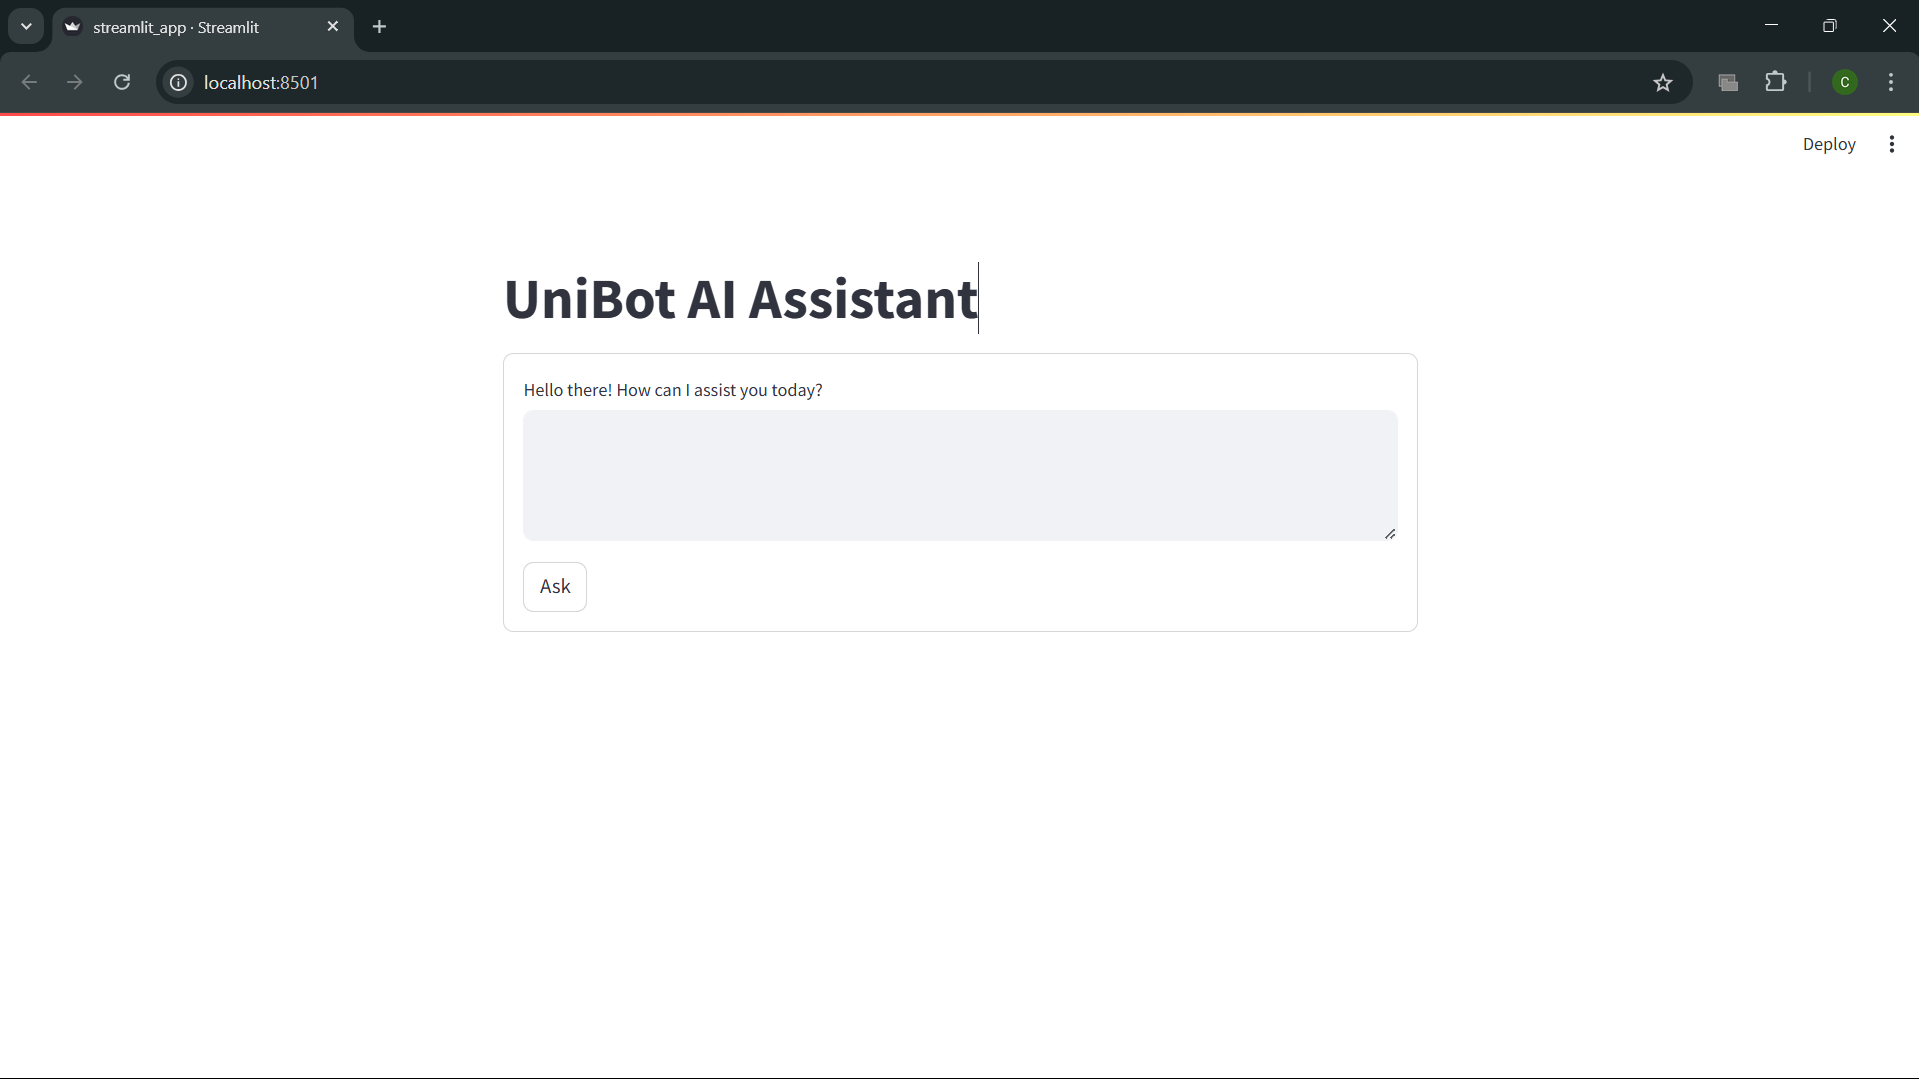 streamlit_app · Streamlit
localhost:8501
C
Deploy
UniBot AI Assistant
Hello there! How can I assist you today?
Ask